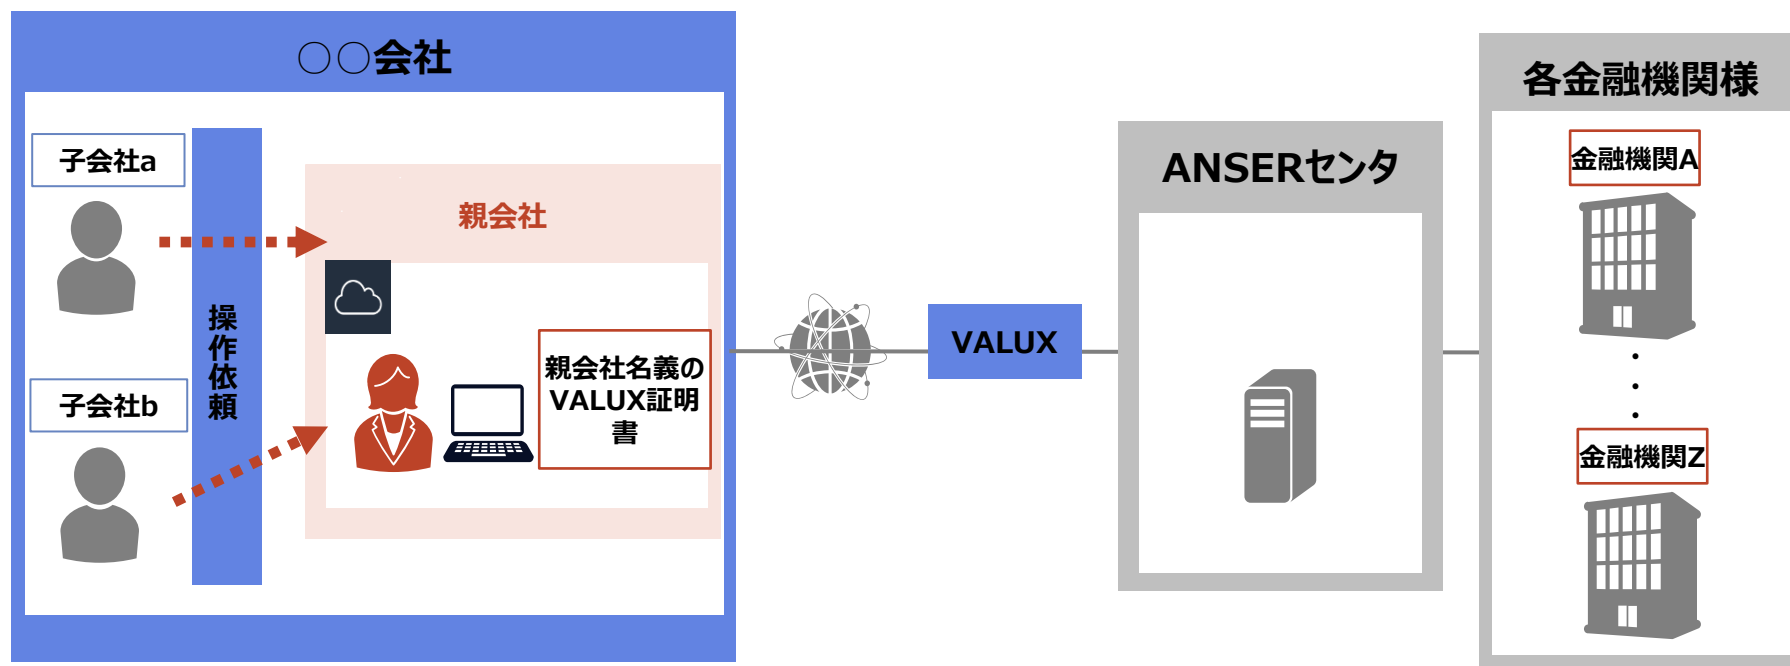 ○○会社
子会社a
子会社b
操作依頼
親会社
親会社名義の
VALUX証明
書
VALUX
ANSERセンタ
各金融機関様
金融機関A
・
・
・
金融機関Z